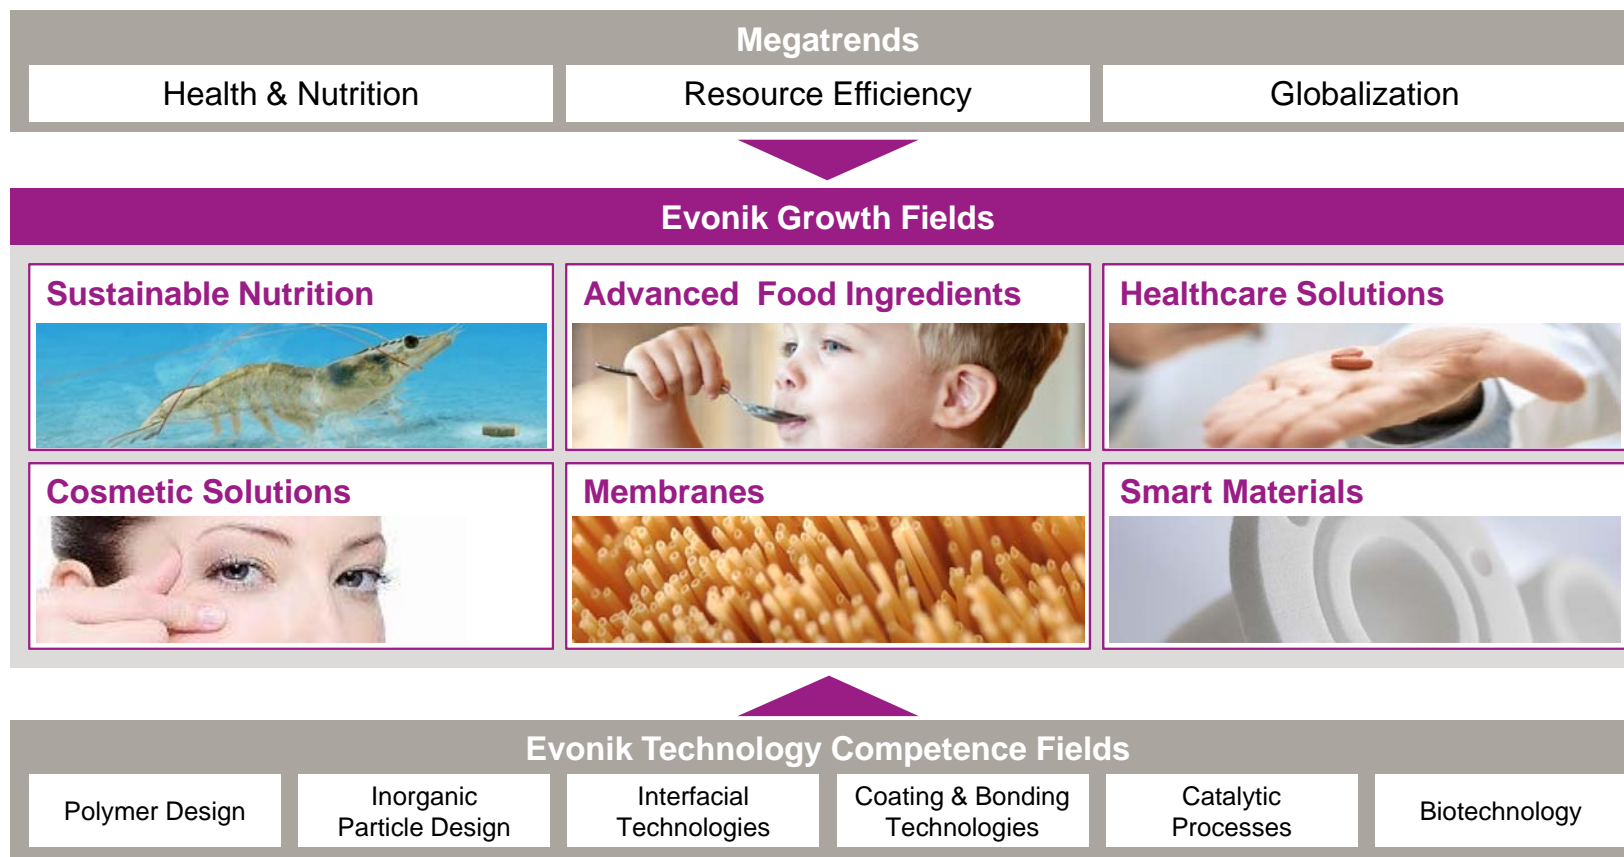 Megatrends
Health & Nutrition
Resource Efficiency
Globalization
Evonik Growth Fields
Sustainable Nutrition
Advanced Food Ingredients
Healthcare Solutions
Cosmetic Solutions
Membranes
Smart Materials
Evonik Technology Competence Fields
Polymer Design
Inorganic
Particle Design
Interfacial
Technologies
Coating & Bonding
Technologies
Catalytic
Processes
Biotechnology